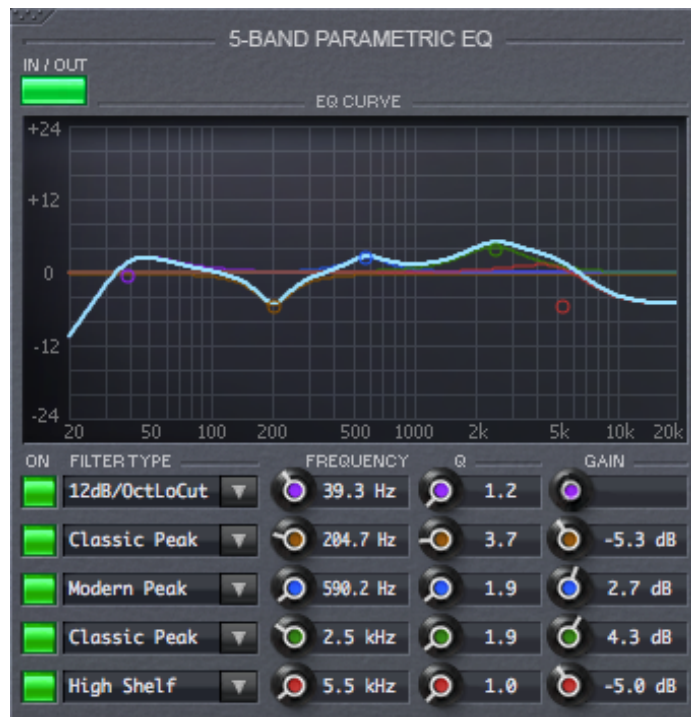 5-BAND PARAMETRIC EQ
IN / OUT
EQ CURVE
+24
+12
0
-12
-24
20 50 100 200 500 1000 2k 5k 10k 20k
ON FILTER TYPE FREQUENCY Q GAIN
12dB/OctLoCut 39.3 Hz 1.2
Classic Peak 204.7 Hz 3.7 -5.3 dB
Modern Peak 590.2 Hz 1.9 2.7 dB
Classic Peak 2.5 kHz 1.9 4.3 dB
High Shelf 5.5 kHz 1.0 -5.0 dB